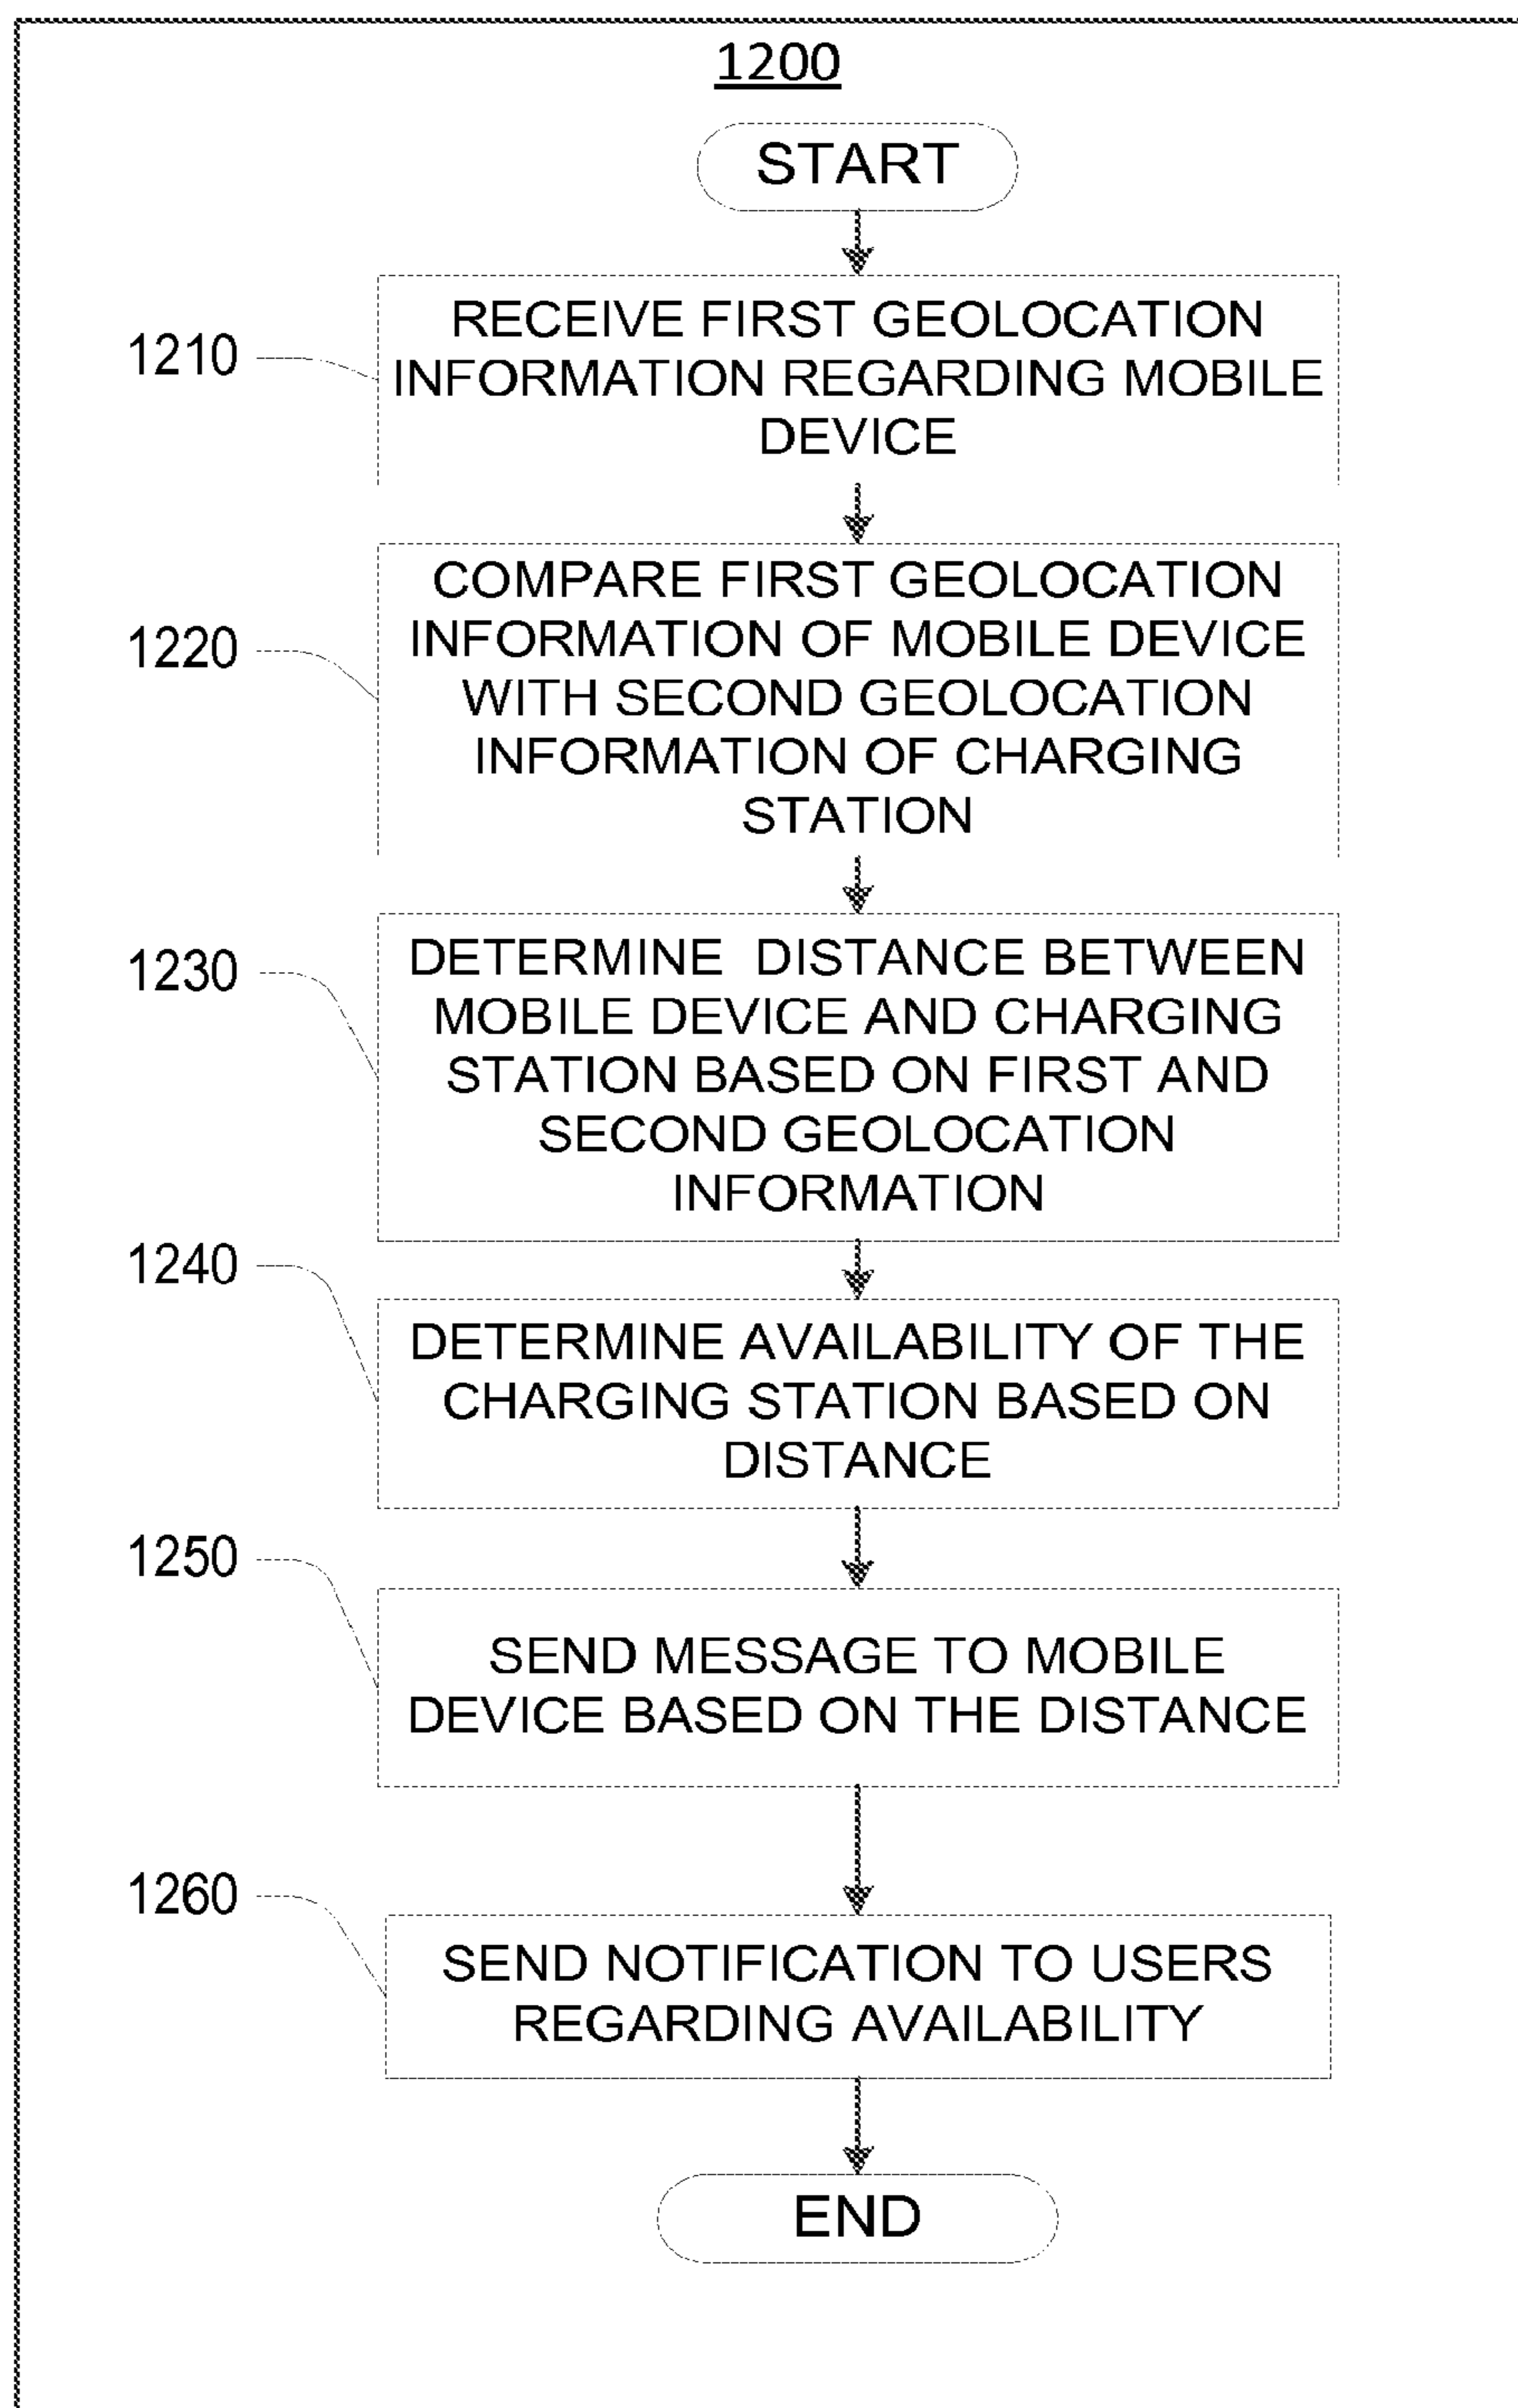 1200
START
1210
RECEIVE FIRST GEOLOCATION
INFORMATION REGARDING MOBILE
DEVICE
1220
COMPARE FIRST GEOLOCATION
INFORMATION OF MOBILE DEVICE
WITH SECOND GEOLOCATION
INFORMATION OF CHARGING
STATION
1230
DETERMINE DISTANCE BETWEEN
MOBILE DEVICE AND CHARGING
STATION BASED ON FIRST AND
SECOND GEOLOCATION
INFORMATION
1240
DETERMINE AVAILABILITY OF THE
CHARGING STATION BASED ON
DISTANCE
1250
SEND MESSAGE TO MOBILE
DEVICE BASED ON THE DISTANCE
1260
SEND NOTIFICATION TO USERS
REGARDING AVAILABILITY
END